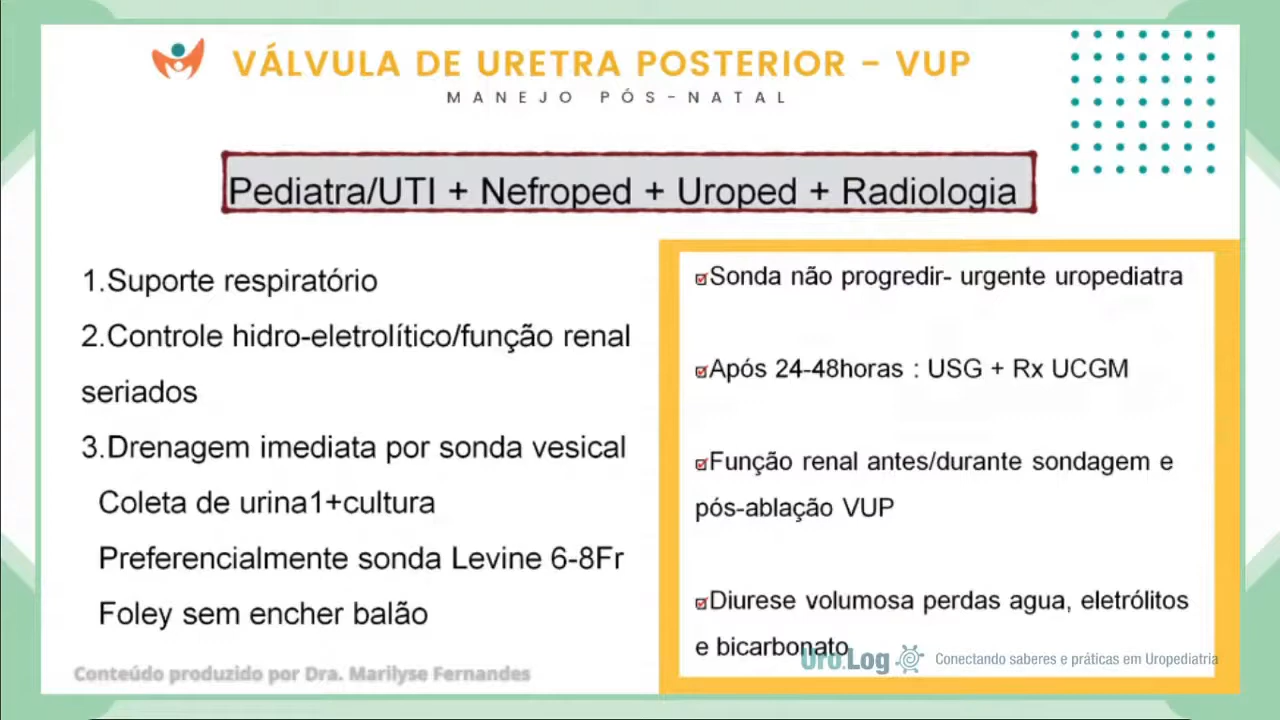 VÁLVULA DE URETRA POSTERIOR - VUP
MANEJO PÓS-NATAL
Pediatra/UTI + Nefroped + Uroped + Radiologia
1.Suporte respiratório
2.Controle hidro-eletrolítico/função renal
seriados
3.Drenagem imediata por sonda vesical
Coleta de urina1+cultura
Preferencialmente sonda Levine 6-8Fr
Foley sem encher balão
Sonda não progredir- urgente uropediatra
Após 24-48horas : USG + Rx UCGM
Função renal antes/durante sondagem e
pós-ablação VUP
Diurese volumosa perdas agua, eletrólitos
e bicarbonato
Conteúdo produzido por Dra. Marilyse Fernandes
Uro.Log Conectando saberes e práticas em Uropediatria